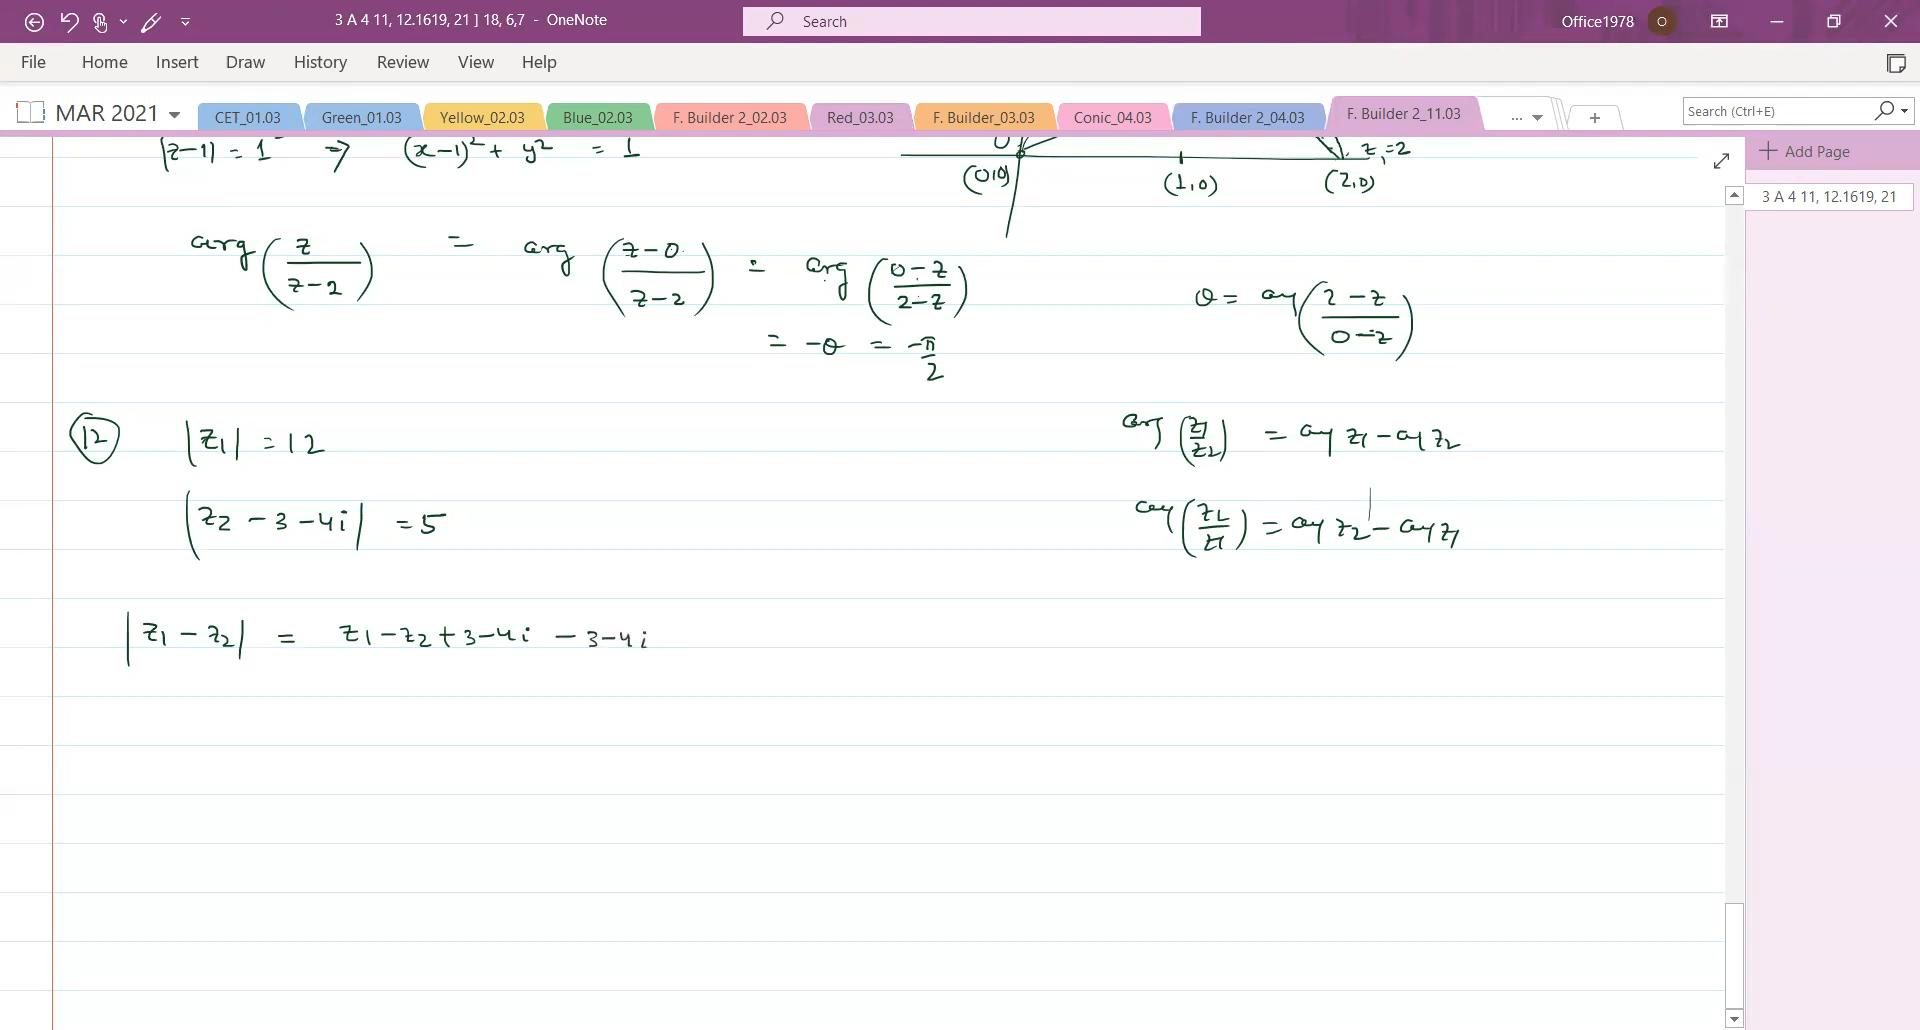 3 A 4 11, 12.1619, 21 ] 18, 6,7 - OneNote
Search
Office1978 O
File Home Insert Draw History Review View Help
MAR 2021 CET_01.03 Green_01.03 Yellow_02.03 Blue_02.03 F. Builder 2_02.03 Red_03.03 F. Builder_03.03 Conic_04.03 F. Builder 2_04.03 F. Builder 2_11.03 ... +
Search (Ctrl+E)
Add Page
3 A 4 11, 12.1619, 21
|z-1| = 1 ⇒ (x-1)² + y² = 1
z₁=2
(0,0) (1,0) (2,0)
arg (z/(z-2)) = arg ((z-0)/(z-2)) = arg ((0-z)/(2-z))
θ = arg ((2-z)/(0-z))
= -θ = -π/2
12 |z₁| = 12
arg (z₁/z₂) = arg z₁ - arg z₂
|z₂ - 3 - 4i| = 5
arg (z₂/z₁) = arg z₂ - arg z₁
|z₁ - z₂| = z₁ - z₂ + 3 - 4i - 3 - 4i